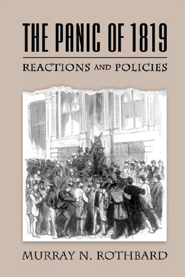 THE PANIC OF 1819
REACTIONS AND POLICIES
MURRAY N. ROTHBARD